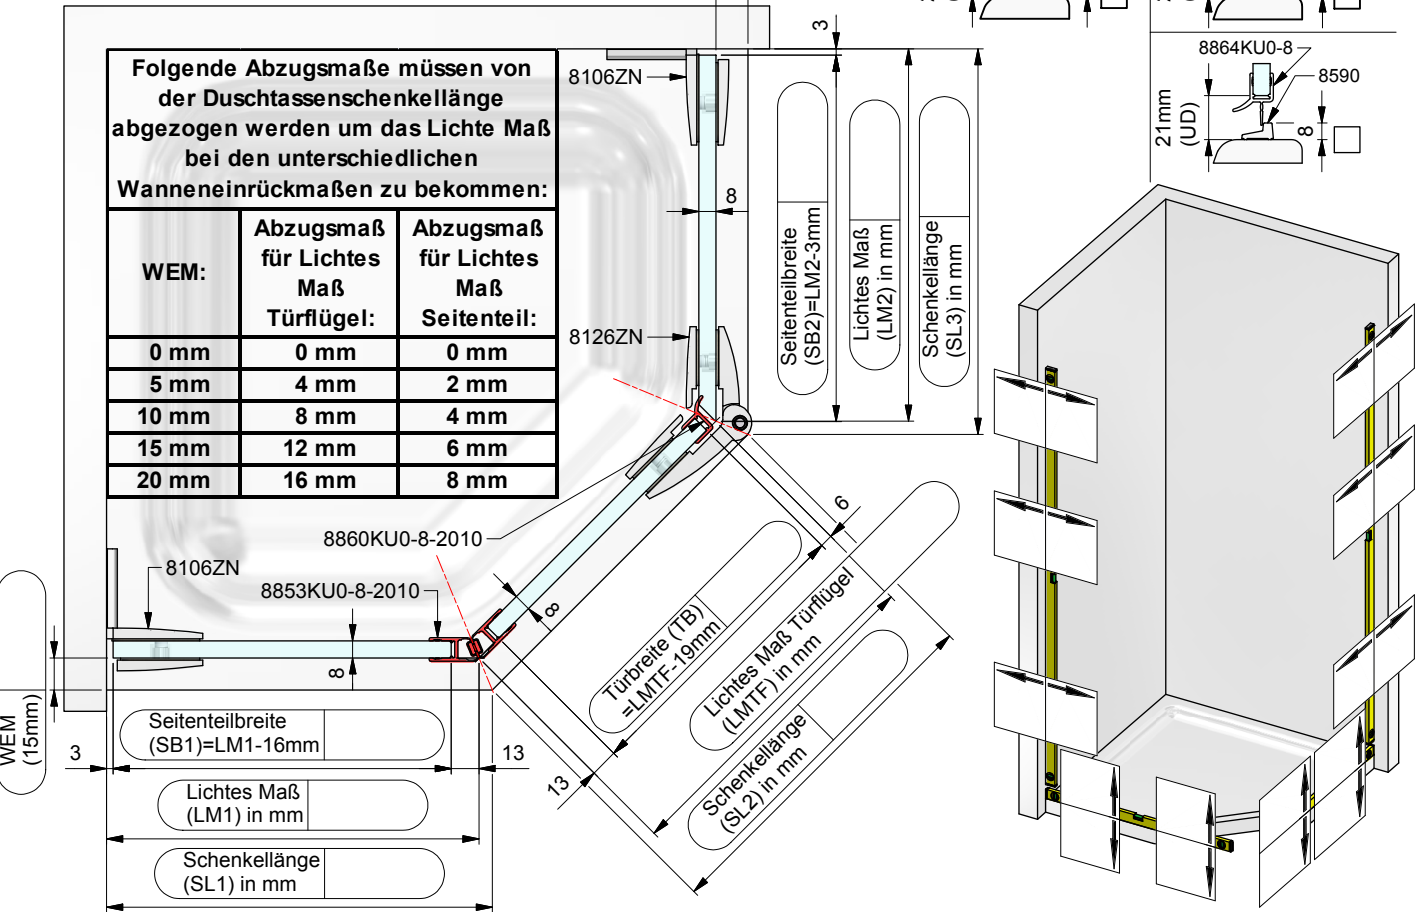 Folgende Abzugsmaße müssen von
der Duschtassenschenkellänge
abgezogen werden um das Lichte Maß
bei den unterschiedlichen
Wanneneinrückmaßen zu bekommen:
WEM:
Abzugsmaß
für Lichtes
Maß
Türflügel:
Abzugsmaß
für Lichtes
Maß
Seitenteil:
0 mm 0 mm 0 mm
5 mm 4 mm 2 mm
10 mm 8 mm 4 mm
15 mm 12 mm 6 mm
20 mm 16 mm 8 mm
8106ZN
3
8
8126ZN
Seitenteilbreite
(SB2)=LM2-3mm
Lichtes Maß
(LM2) in mm
Schenkellänge
(SL3) in mm
8864KU0-8
8590
21mm
(UD)
8
8860KU0-8-2010
8106ZN
8853KU0-8-2010
8
8
6
Türbreite (TB)
=LMTF-19mm
Lichtes Maß Türflügel
(LMTF) in mm
Schenkellänge
(SL2) in mm
13
WEM
(15mm)
3
Seitenteilbreite
(SB1)=LM1-16mm
13
Lichtes Maß
(LM1) in mm
Schenkellänge
(SL1) in mm